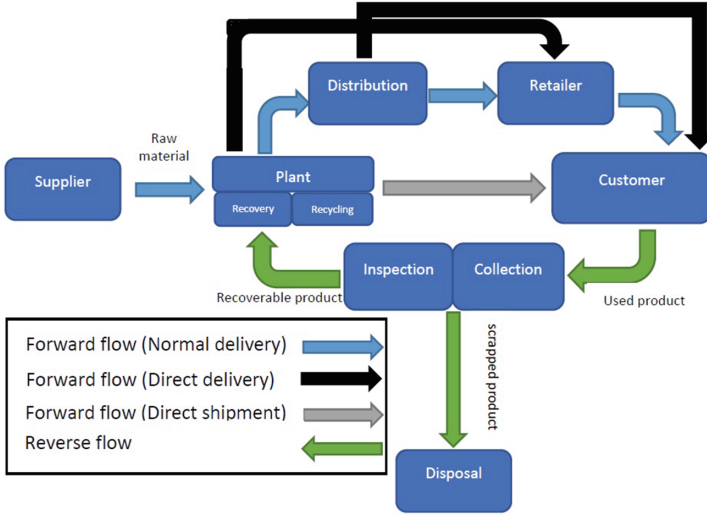 Distribution
Retailer
Raw
material
Supplier
Plant
Customer
Recovery
Recycling
Inspection
Collection
Recoverable product
Used product
scrapped product
Forward flow (Normal delivery)
Forward flow (Direct delivery)
Forward flow (Direct shipment)
Reverse flow
Disposal